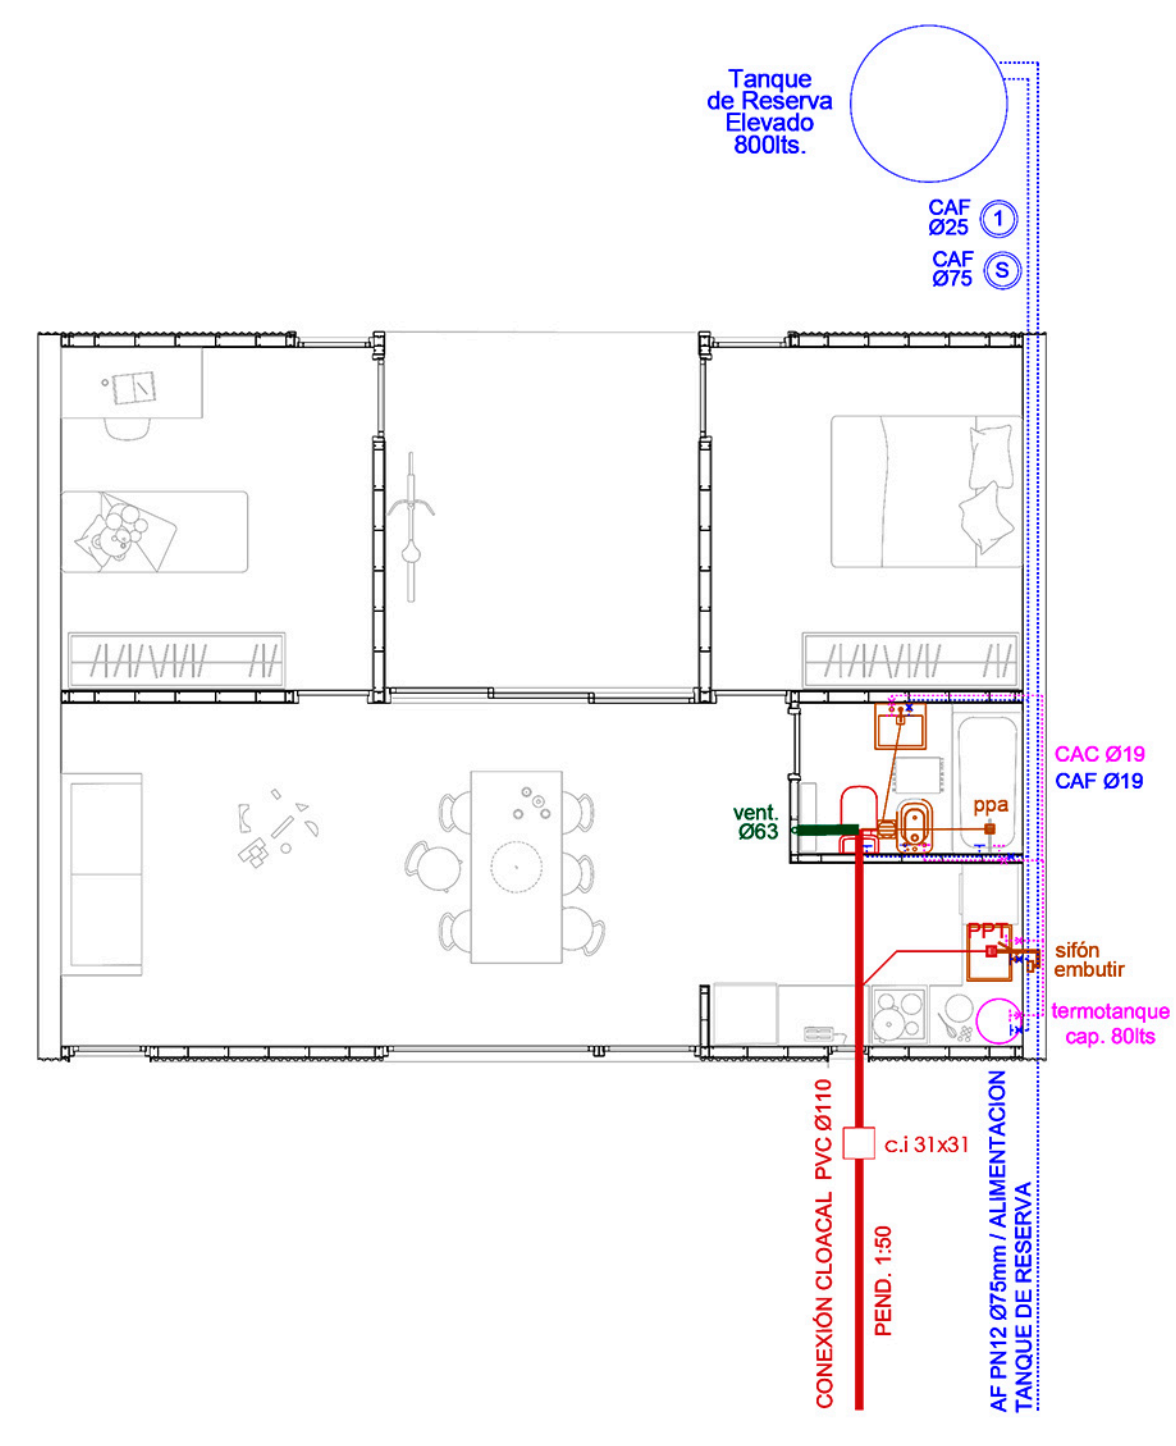 Tanque
de Reserva
Elevado
800lts.
CAF
Ø25
1
CAF
Ø75
S
CAC Ø19
CAF Ø19
ppa
vent.
Ø63
PPT
sifón
embutir
termotanque
cap. 80lts
CONEXIÓN CLOACAL PVC Ø110
c.i 31x31
PEND. 1:50
AF PN12 Ø75mm / ALIMENTACION
TANQUE DE RESERVA